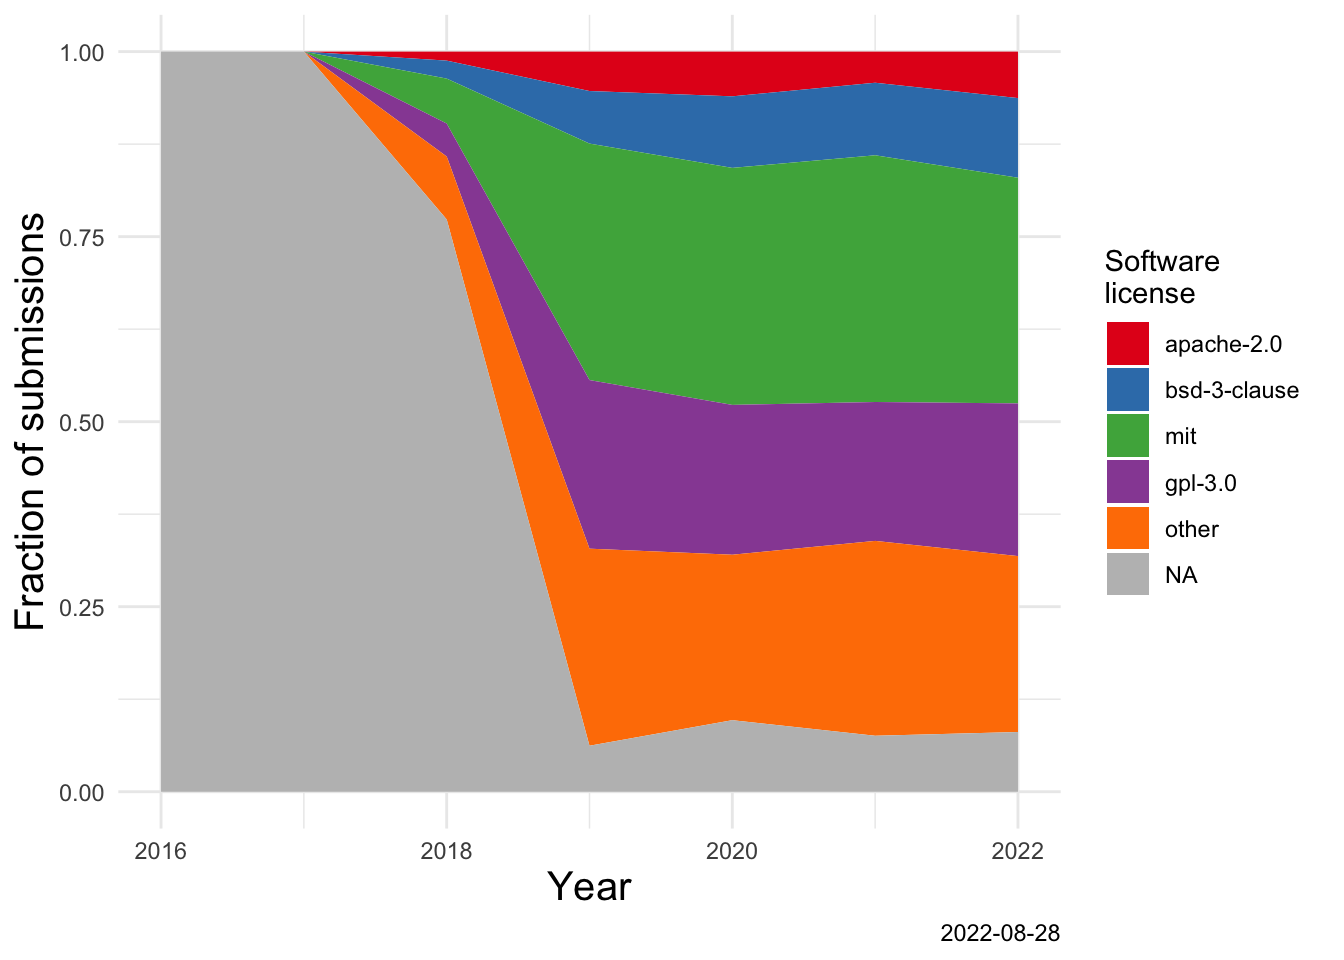 1.00
0.75
0.50
0.25
0.00
Fraction of submissions
2016
2018
2020
2022
Year
Software
license
apache-2.0
bsd-3-clause
mit
gpl-3.0
other
NA
2022-08-28